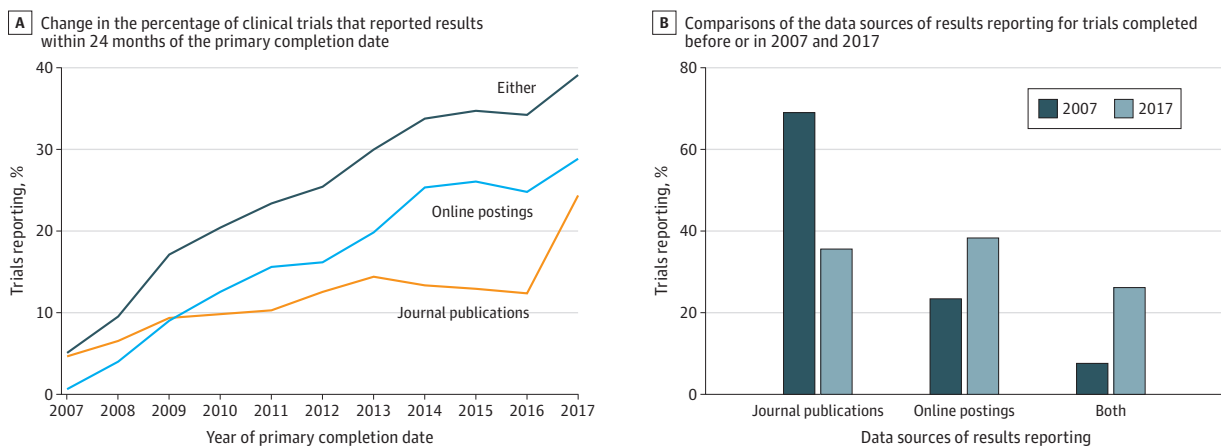 A Change in the percentage of clinical trials that reported results
within 24 months of the primary completion date
Trials reporting, %
40
30
20
10
0
Either
Online postings
Journal publications
2007 2008 2009 2010 2011 2012 2013 2014 2015 2016 2017
Year of primary completion date
B Comparisons of the data sources of results reporting for trials completed
before or in 2007 and 2017
Trials reporting, %
80
60
40
20
0
2007 2017
Journal publications Online postings Both
Data sources of results reporting